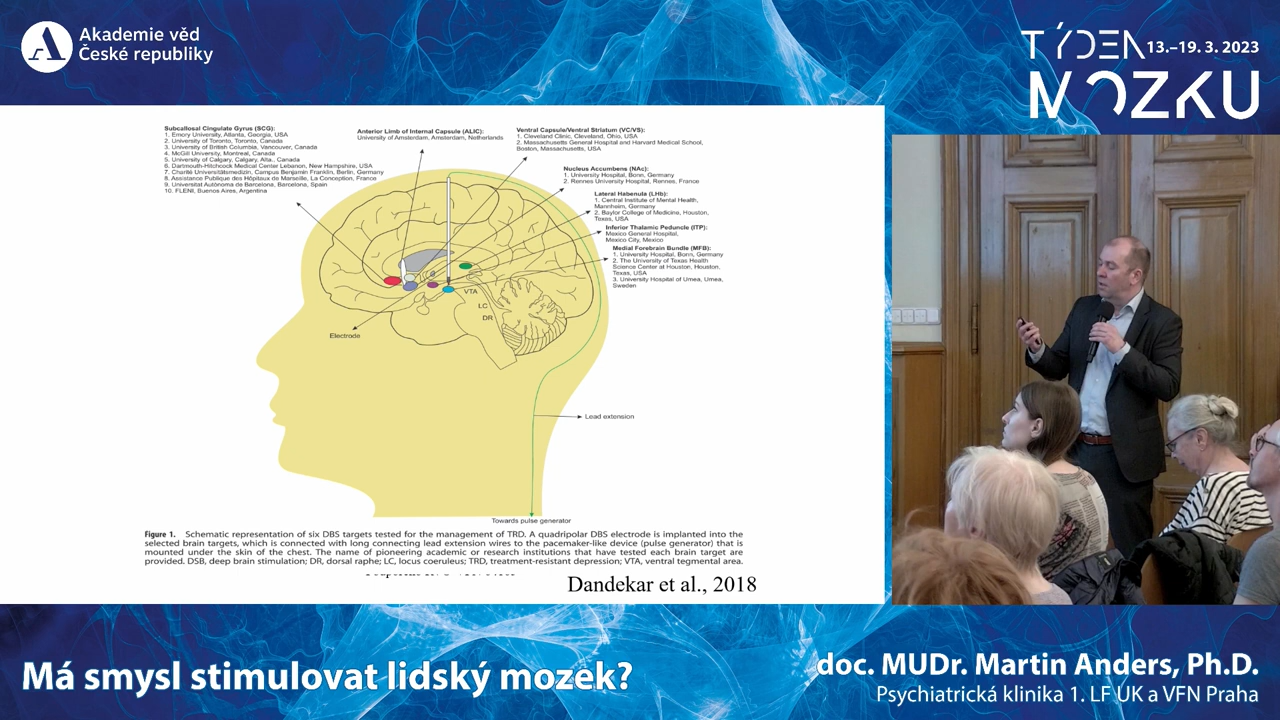 Akademie věd
České republiky
TÝDEN 13.–19. 3. 2023
MOZKU
Subcallosal Cingulate Gyrus (SCG):
1. Emory University, Atlanta, Georgia, USA
2. University of Toronto, Toronto, Canada
3. University of British Columbia, Vancouver, Canada
4. McGill University, Montreal, Canada
5. University of Calgary, Calgary, Alta., Canada
6. Dartmouth-Hitchcock Medical Center Lebanon, New Hampshire, USA
7. Charité Universitätsmedizin, Campus Benjamin Franklin, Berlin, Germany
8. Assistance Publique des Hôpitaux de Marseille, La Conception, France
9. Universitat Autònoma de Barcelona, Barcelona, Spain
10. FLENI, Buenos Aires, Argentina
Anterior Limb of Internal Capsule (ALIC):
University of Amsterdam, Amsterdam, Netherlands
Ventral Capsule/Ventral Striatum (VC/VS):
1. Cleveland Clinic, Cleveland, Ohio, USA
2. Massachusetts General Hospital and Harvard Medical School,
Boston, Massachusetts, USA
Nucleus Accumbens (NAc):
1. University Hospital, Bonn, Germany
2. Rennes University Hospital, Rennes, France
Lateral Habenula (LHb):
1. Central Institute of Mental Health,
Mannheim, Germany
2. Baylor College of Medicine, Houston,
Texas, USA
Inferior Thalamic Peduncle (ITP):
Mexico General Hospital,
Mexico City, Mexico
Medial Forebrain Bundle (MFB):
1. University Hospital, Bonn, Germany
2. The University of Texas Health
Science Center at Houston, Houston,
Texas, USA
3. University Hospital of Umea, Umea,
Sweden
VTA
LC
DR
Electrode
Lead extension
Towards pulse generator
Figure 1. Schematic representation of six DBS targets tested for the management of TRD. A quadripolar DBS electrode is implanted into the
selected brain targets, which is connected with long connecting lead extension wires to the pacemaker-like device (pulse generator) that is
mounted under the skin of the chest. The name of pioneering academic or research institutions that have tested each brain target are
provided. DSB, deep brain stimulation; DR, dorsal raphe; LC, locus coeruleus; TRD, treatment-resistant depression; VTA, ventral tegmental area.
Dandekar et al., 2018
Má smysl stimulovat lidský mozek?
doc. MUDr. Martin Anders, Ph.D.
Psychiatrická klinika 1. LF UK a VFN Praha